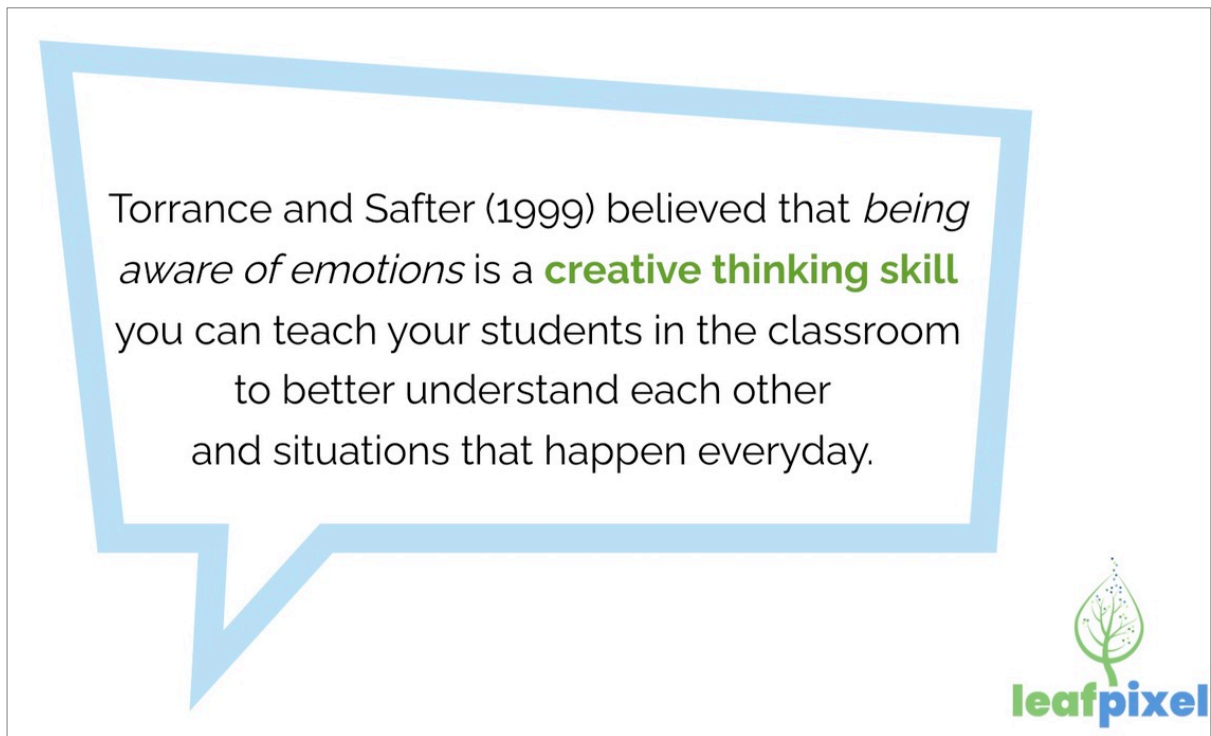 Torrance and Safter (1999) believed that being
aware of emotions is a creative thinking skill
you can teach your students in the classroom
to better understand each other
and situations that happen everyday.
leafpixel